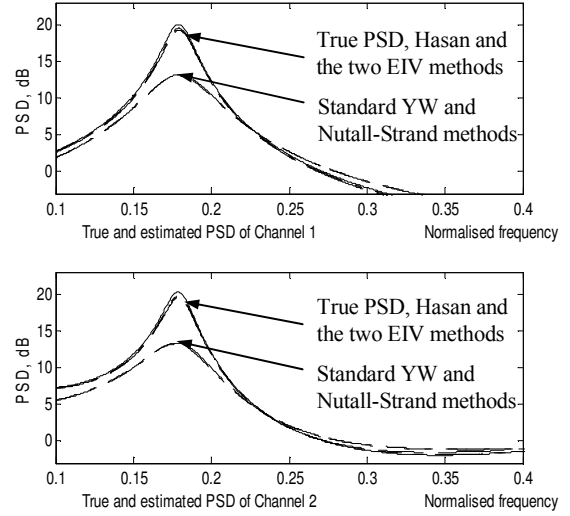 20
15
10
5
0
PSD, dB
True PSD, Hasan and
the two EIV methods
Standard YW and
Nutall-Strand methods
0.1 0.15 0.2 0.25 0.3 0.35 0.4
True and estimated PSD of Channel 1 Normalised frequency
20
15
10
5
0
PSD, dB
True PSD, Hasan and
the two EIV methods
Standard YW and
Nutall-Strand methods
0.1 0.15 0.2 0.25 0.3 0.35 0.4
True and estimated PSD of Channel 2 Normalised frequency